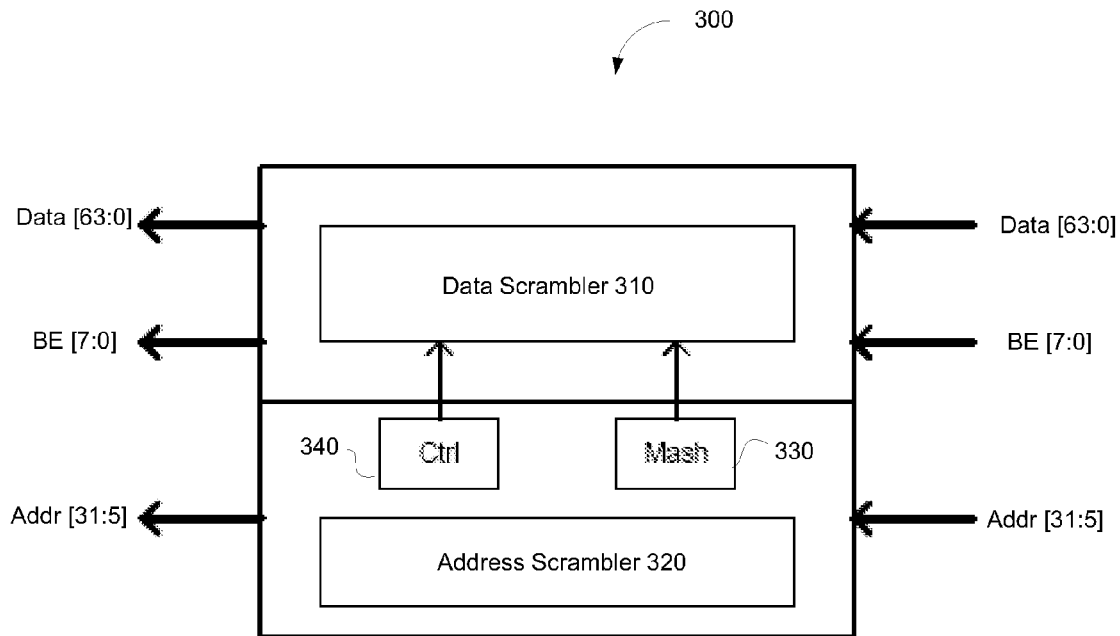 300
Data [63:0]
Data [63:0]
Data Scrambler 310
BE [7:0]
BE [7:0]
340
Ctrl
Mash
330
Addr [31:5]
Addr [31:5]
Address Scrambler 320